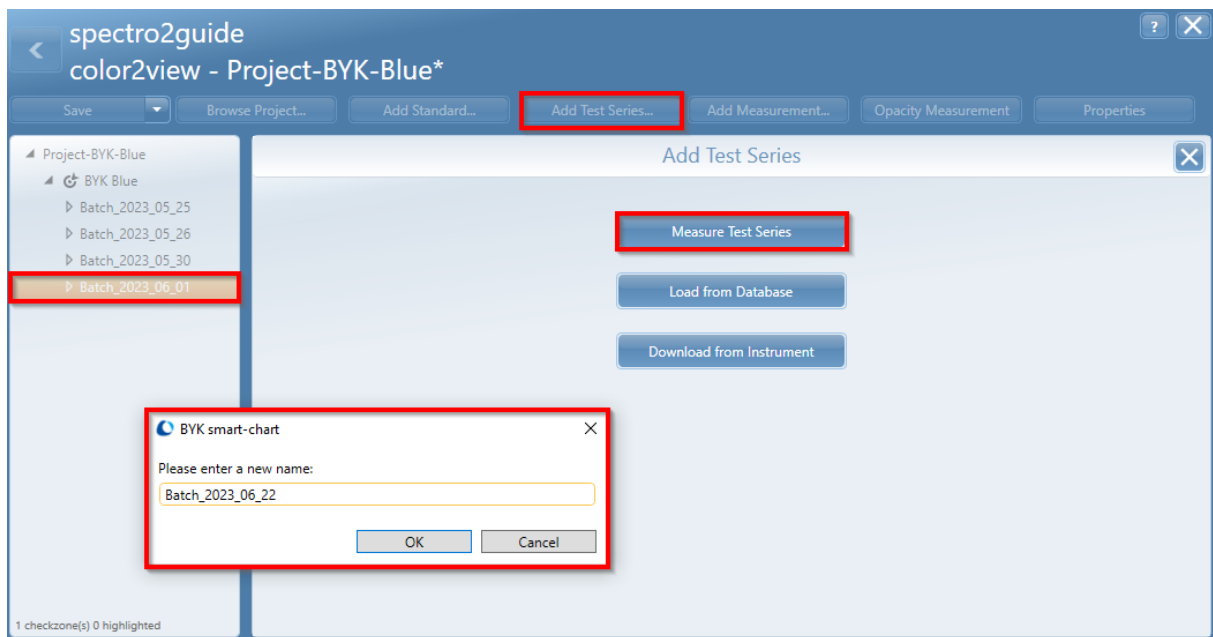 spectro2guide
color2view - Project-BYK-Blue*
?
Save
Browse Project...
Add Standard...
Add Test Series...
Add Measurement...
Opacity Measurement
Properties
Project-BYK-Blue
BYK Blue
Batch_2023_05_25
Batch_2023_05_26
Batch_2023_05_30
Batch_2023_06_01
Add Test Series
Measure Test Series
Load from Database
Download from Instrument
BYK smart-chart
Please enter a new name:
Batch_2023_06_22
OK
Cancel
1 checkzone(s) 0 highlighted